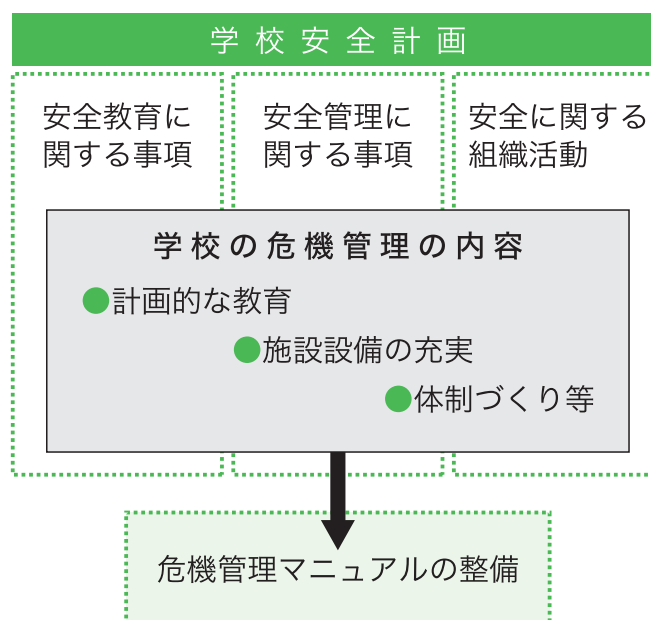 学校安全計画
安全教育に
関する事項
安全管理に
関する事項
安全に関する
組織活動
学校の危機管理の内容
●計画的な教育
●施設設備の充実
●体制づくり等
危機管理マニュアルの整備